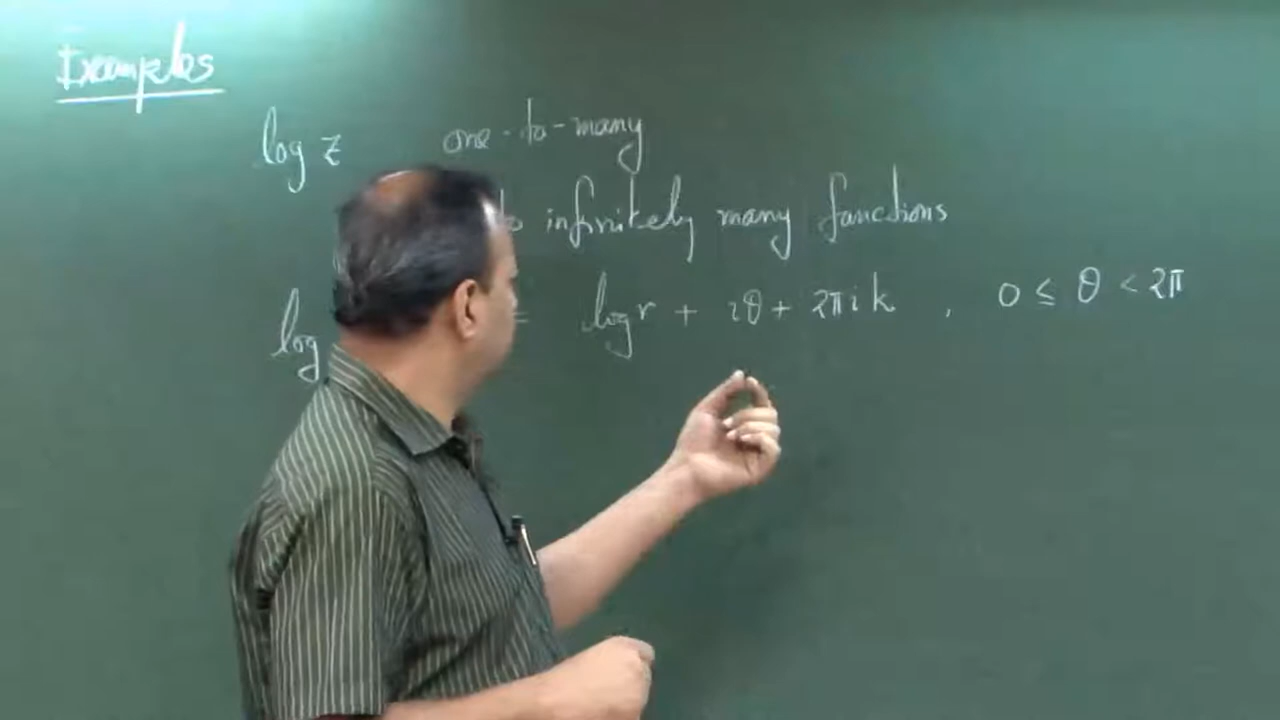 Examples
log z one-to-many
infinitely many functions
log = log r + iθ + 2πik , 0 ≤ θ < 2π